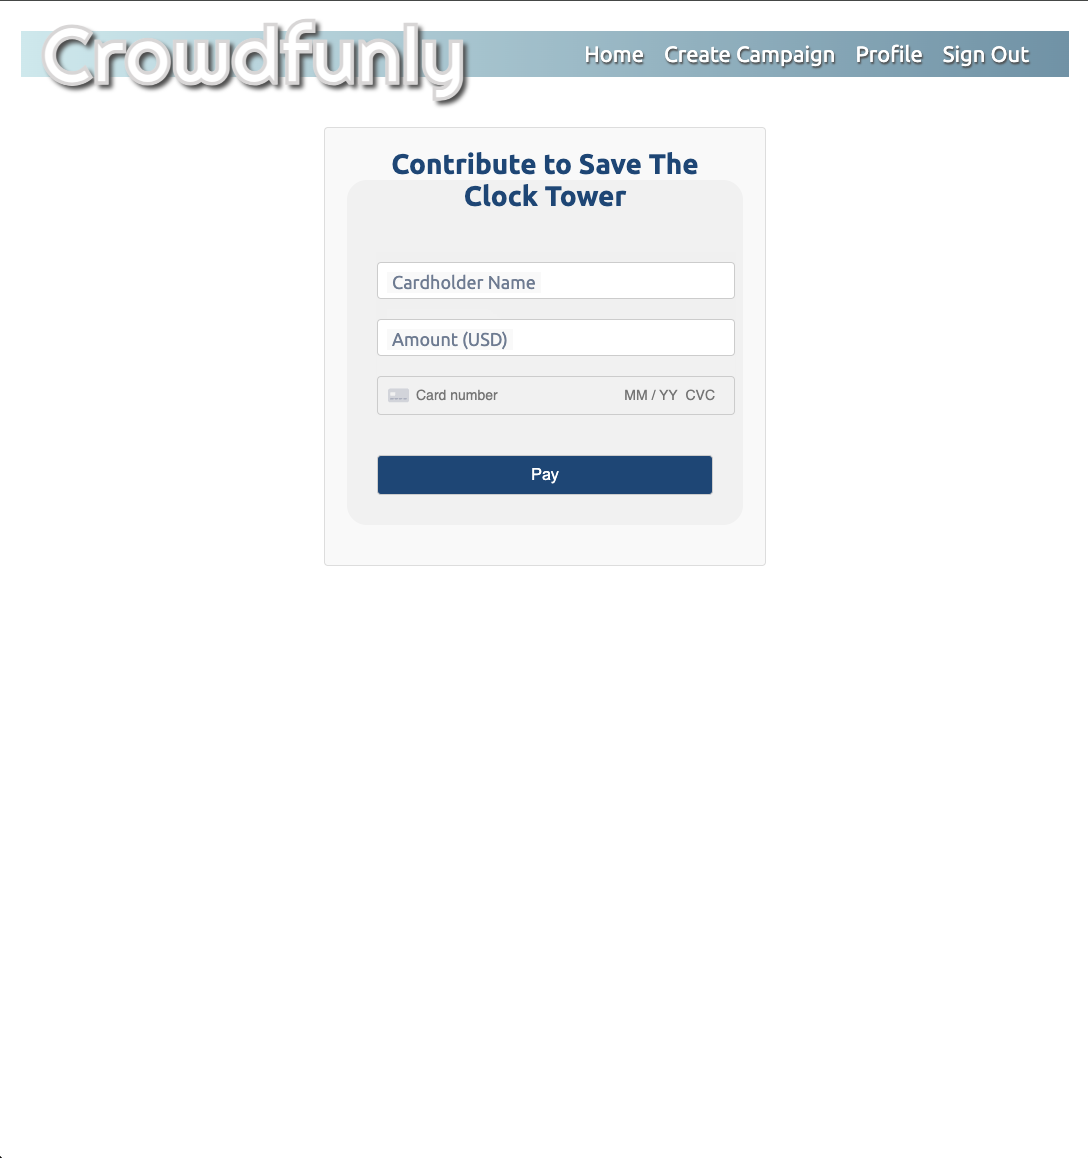 Crowdfunly
Home Create Campaign Profile Sign Out
Contribute to Save The
Clock Tower
Cardholder Name
Amount (USD)
Card number MM / YY CVC
Pay